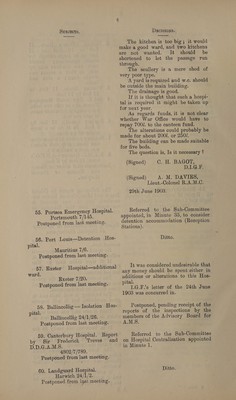 4
SUBJECT.
DECISION.
The kitchen is too big; it would
make a good ward, and two kitchens
are not wanted. It should be
shortened to let the passage run
through.
The scullery is a mere shed of
very poor type.
A yard is required and w.c. should
be outside the main building.
The drainage is good.
If it is thought that such a hospi-
tal is required it might be taken up
for next year.
As regards funds, it is not clear
whether War Office would have to
repay 700l. to the canteen fund.
The alterations could probably be
made for about 200l. or 250l.
The building can be made suitable
for five beds.
The question is, Is it necessary?
(Signed) C. H. BAGOT,
D.I.G.F.
(Signed) A. M. DAVIES,
Lieut.-Colonel R.A.M.C.
29th June 1903.
55. Purman Emergency Hospital.
Portsmouth 7/145.
Postponed from last meeting.
Referred to the Sub-Committee
appointed, in Minute 53, to consider
detention accommodation (Reception
Stations).
56. Port Louis—Detention Hos-
pital.
Mauritius 7/6.
Postponed from last meeting.
Ditto.
57. Exeter Hospital—additional
ward.
Exeter 7/20.
Postponed from last meeting.
It was considered undesirable that
any money should be spent either in
additions or alterations to this Hos-
pital.
I.G.F.'s letter of the 14th June
1903 was concurred in.
58. Ballincollig—Isolation Hos-
pital.
Ballincollig 24/1/26.
Postponed from last meeting.
Postponed, pending receipt of the
reports of the inspections by the
members of the Advisory Board for
A.M.S.
59. Canterbury Hospital. Report
by Sir Frederick Treves and
D.D.G.A.M.S.
Postponed from last meeting.
Referred to the Sub-Committee
on Hospital Centralization appointed
in Minute 1.
60. Landguard Hospital.
Harwich 24/1/2.
Postponed from last meeting.
Ditto.